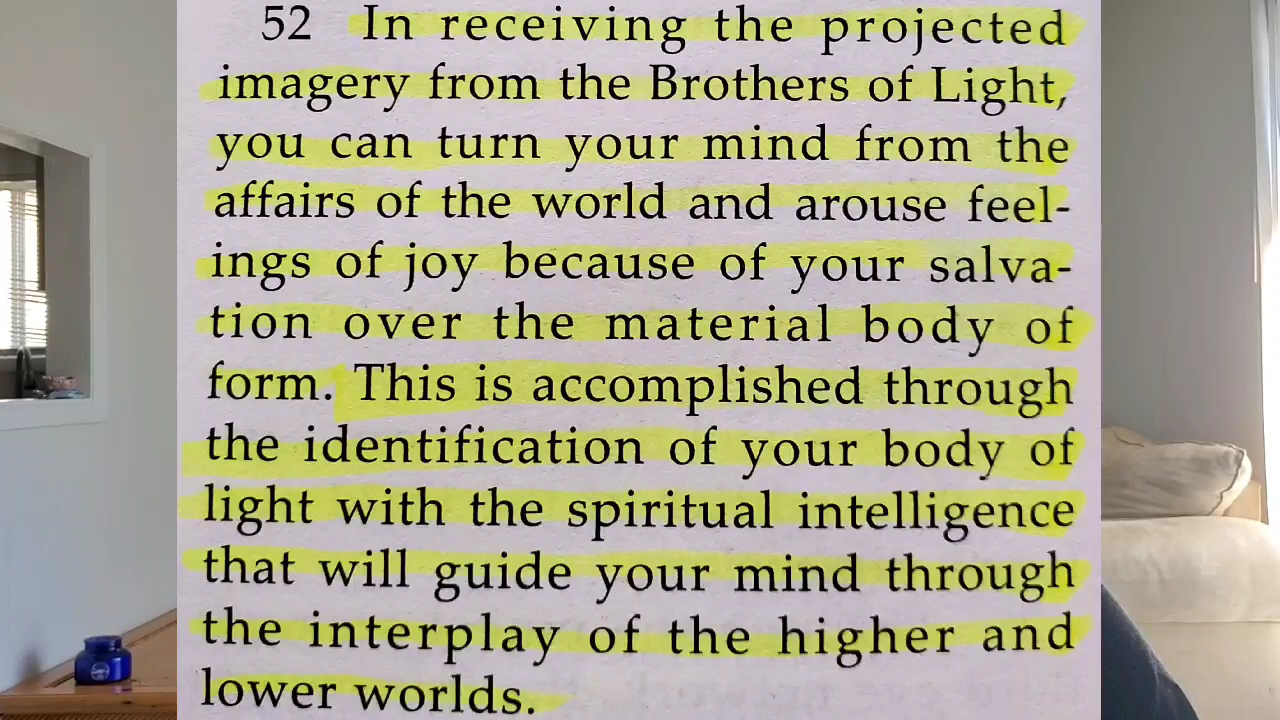 52 In receiving the projected
imagery from the Brothers of Light,
you can turn your mind from the
affairs of the world and arouse feel-
ings of joy because of your salva-
tion over the material body of
form. This is accomplished through
the identification of your body of
light with the spiritual intelligence
that will guide your mind through
the interplay of the higher and
lower worlds.